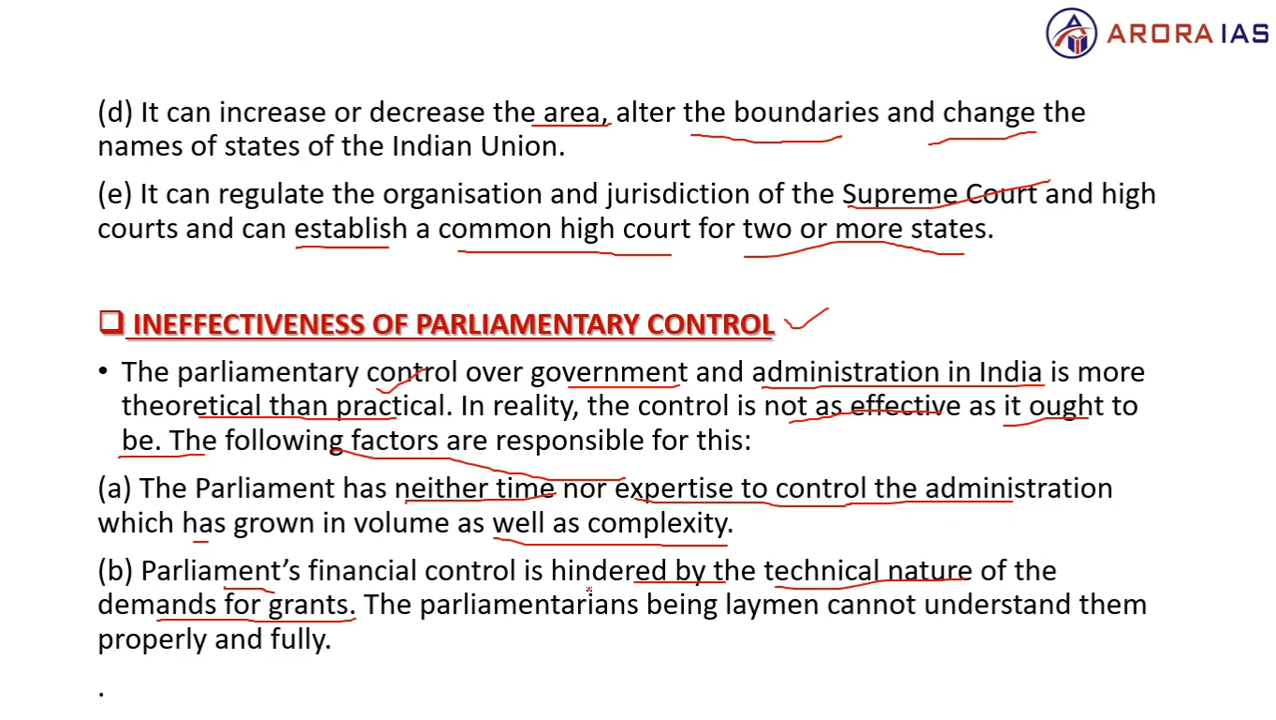 ARORA IAS
(d) It can increase or decrease the area, alter the boundaries and change the
names of states of the Indian Union.
(e) It can regulate the organisation and jurisdiction of the Supreme Court and high
courts and can establish a common high court for two or more states.
INEFFECTIVENESS OF PARLIAMENTARY CONTROL
• The parliamentary control over government and administration in India is more
theoretical than practical. In reality, the control is not as effective as it ought to
be. The following factors are responsible for this:
(a) The Parliament has neither time nor expertise to control the administration
which has grown in volume as well as complexity.
(b) Parliament’s financial control is hindered by the technical nature of the
demands for grants. The parliamentarians being laymen cannot understand them
properly and fully.
.